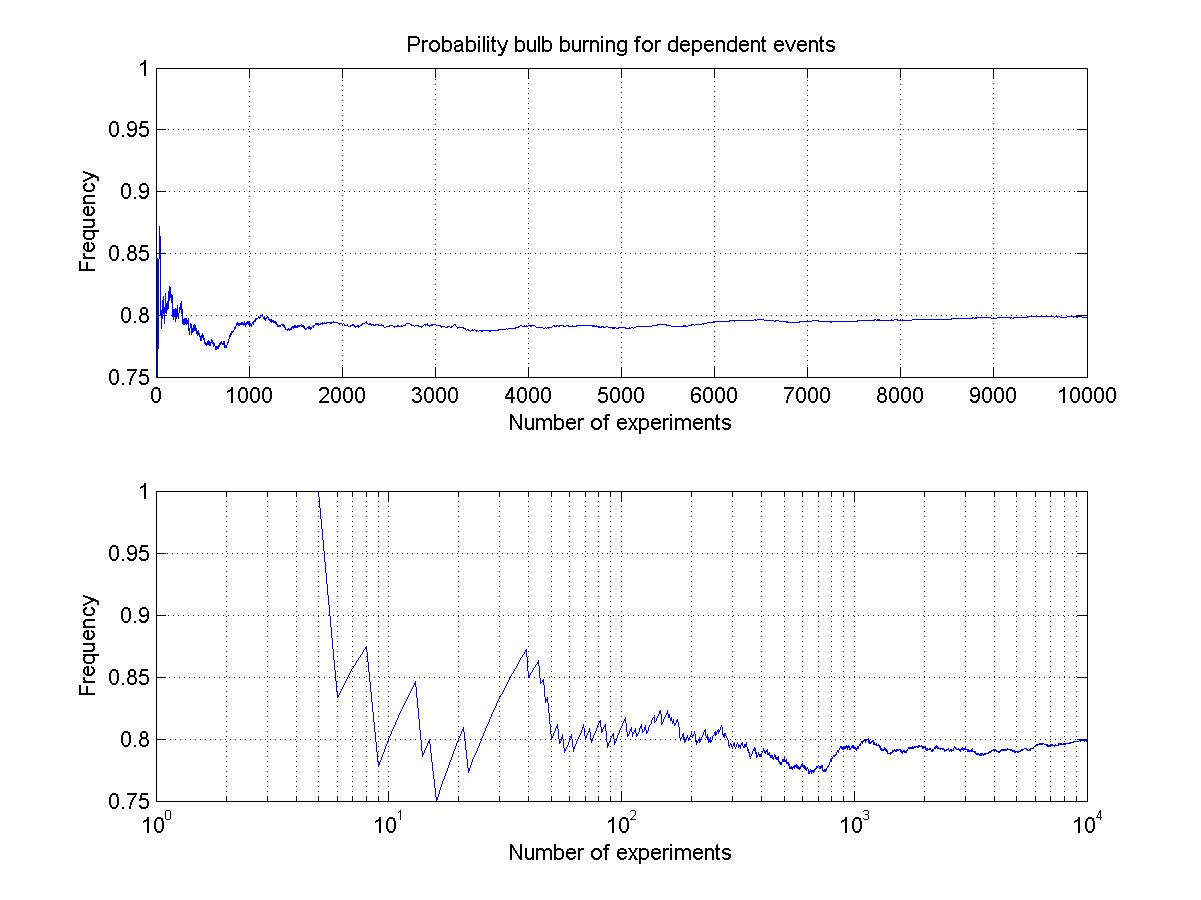 Probability bulb burning for dependent events
1
0.95
0.9
0.85
0.8
0.75
Frequency
0 1000 2000 3000 4000 5000 6000 7000 8000 9000 10000
Number of experiments
1
0.95
0.9
0.85
0.8
0.75
Frequency
10^0 10^1 10^2 10^3 10^4
Number of experiments